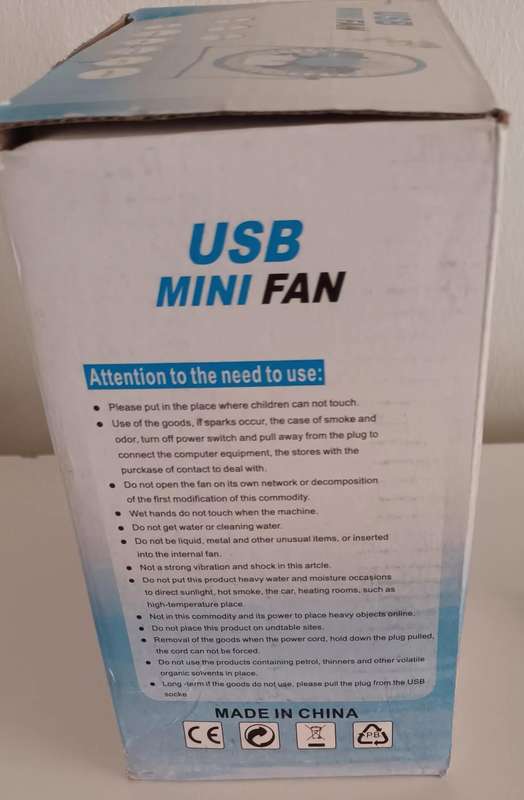 USB
MINI FAN
Attention to the need to use:
• Please put in the place where children can not touch.
• Use of the goods, if sparks occur, the case of smoke and
odor, turn off power switch and pull away from the plug to
connect the computer equipment, the stores with the
purckase of contact to deal with.
• Do not open the fan on its own network or decomposition
of the first modification of this commodity.
• Wet hands do not touch when the machine.
• Do not get water or cleaning water.
• Do not be liquid, metal and other unusual items, or inserted
into the internal fan.
• Not a strong vibration and shock in this artcle.
• Do not put this product heavy water and moisture occasions
to direct sunlight, hot smoke, the car, heating rooms, such as
high-temperature place
• Not in this commodity and its power to place heavy objects online.
• Do not place this product on undtable sites.
• Removal of the goods when the power cord, hold down the plug pulled,
the cord can not be forced.
• Do not use the products containing petrol, thinners and other volatile
organic solvents in place.
• Long -term if the goods do not use, please pull the plug from the USB
socke
MADE IN CHINA
CE
PB